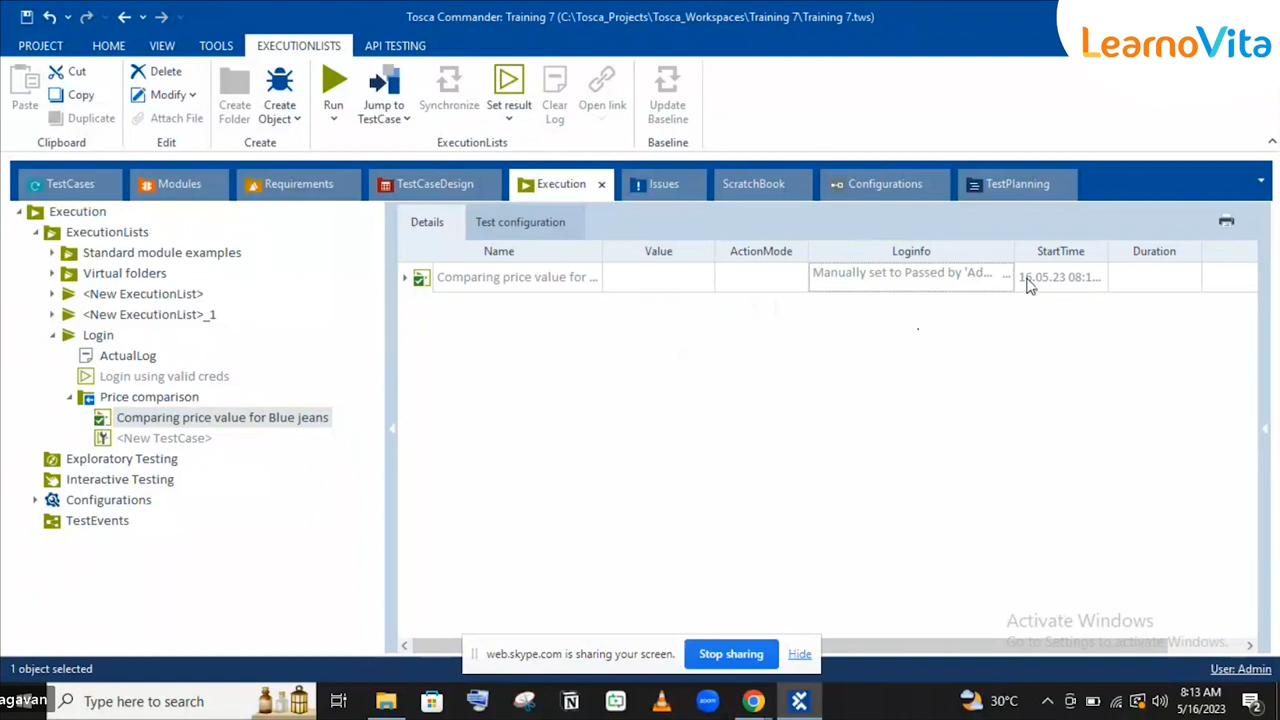 Tosca Commander: Training 7 (C:\Tosca_Projects\Tosca_Workspaces\Training 7\Training 7.tws)
LearnoVita
PROJECT HOME VIEW TOOLS EXECUTIONLISTS API TESTING
Paste Cut Copy Duplicate
Delete Modify Attach File
Create Folder Create Object
Run Jump to TestCase Synchronize Set result Clear Log Open link
Update Baseline
Clipboard Edit Create ExecutionLists Baseline
TestCases Modules Requirements TestCaseDesign Execution x Issues ScratchBook Configurations TestPlanning
Execution
ExecutionLists
Standard module examples
Virtual folders
<New ExecutionList>
<New ExecutionList>_1
Login
ActualLog
Login using valid creds
Price comparison
Comparing price value for Blue jeans
<New TestCase>
Exploratory Testing
Interactive Testing
Configurations
TestEvents
Details Test configuration
Name Value ActionMode Loginfo StartTime Duration
Comparing price value for ... Manually set to Passed by 'Ad... ... 16.05.23 08:1...
Activate Windows
Go to Settings to activate Windows.
web.skype.com is sharing your screen. Stop sharing Hide
1 object selected User: Admin
agavan Type here to search 30°C 8:13 AM
5/16/2023 2